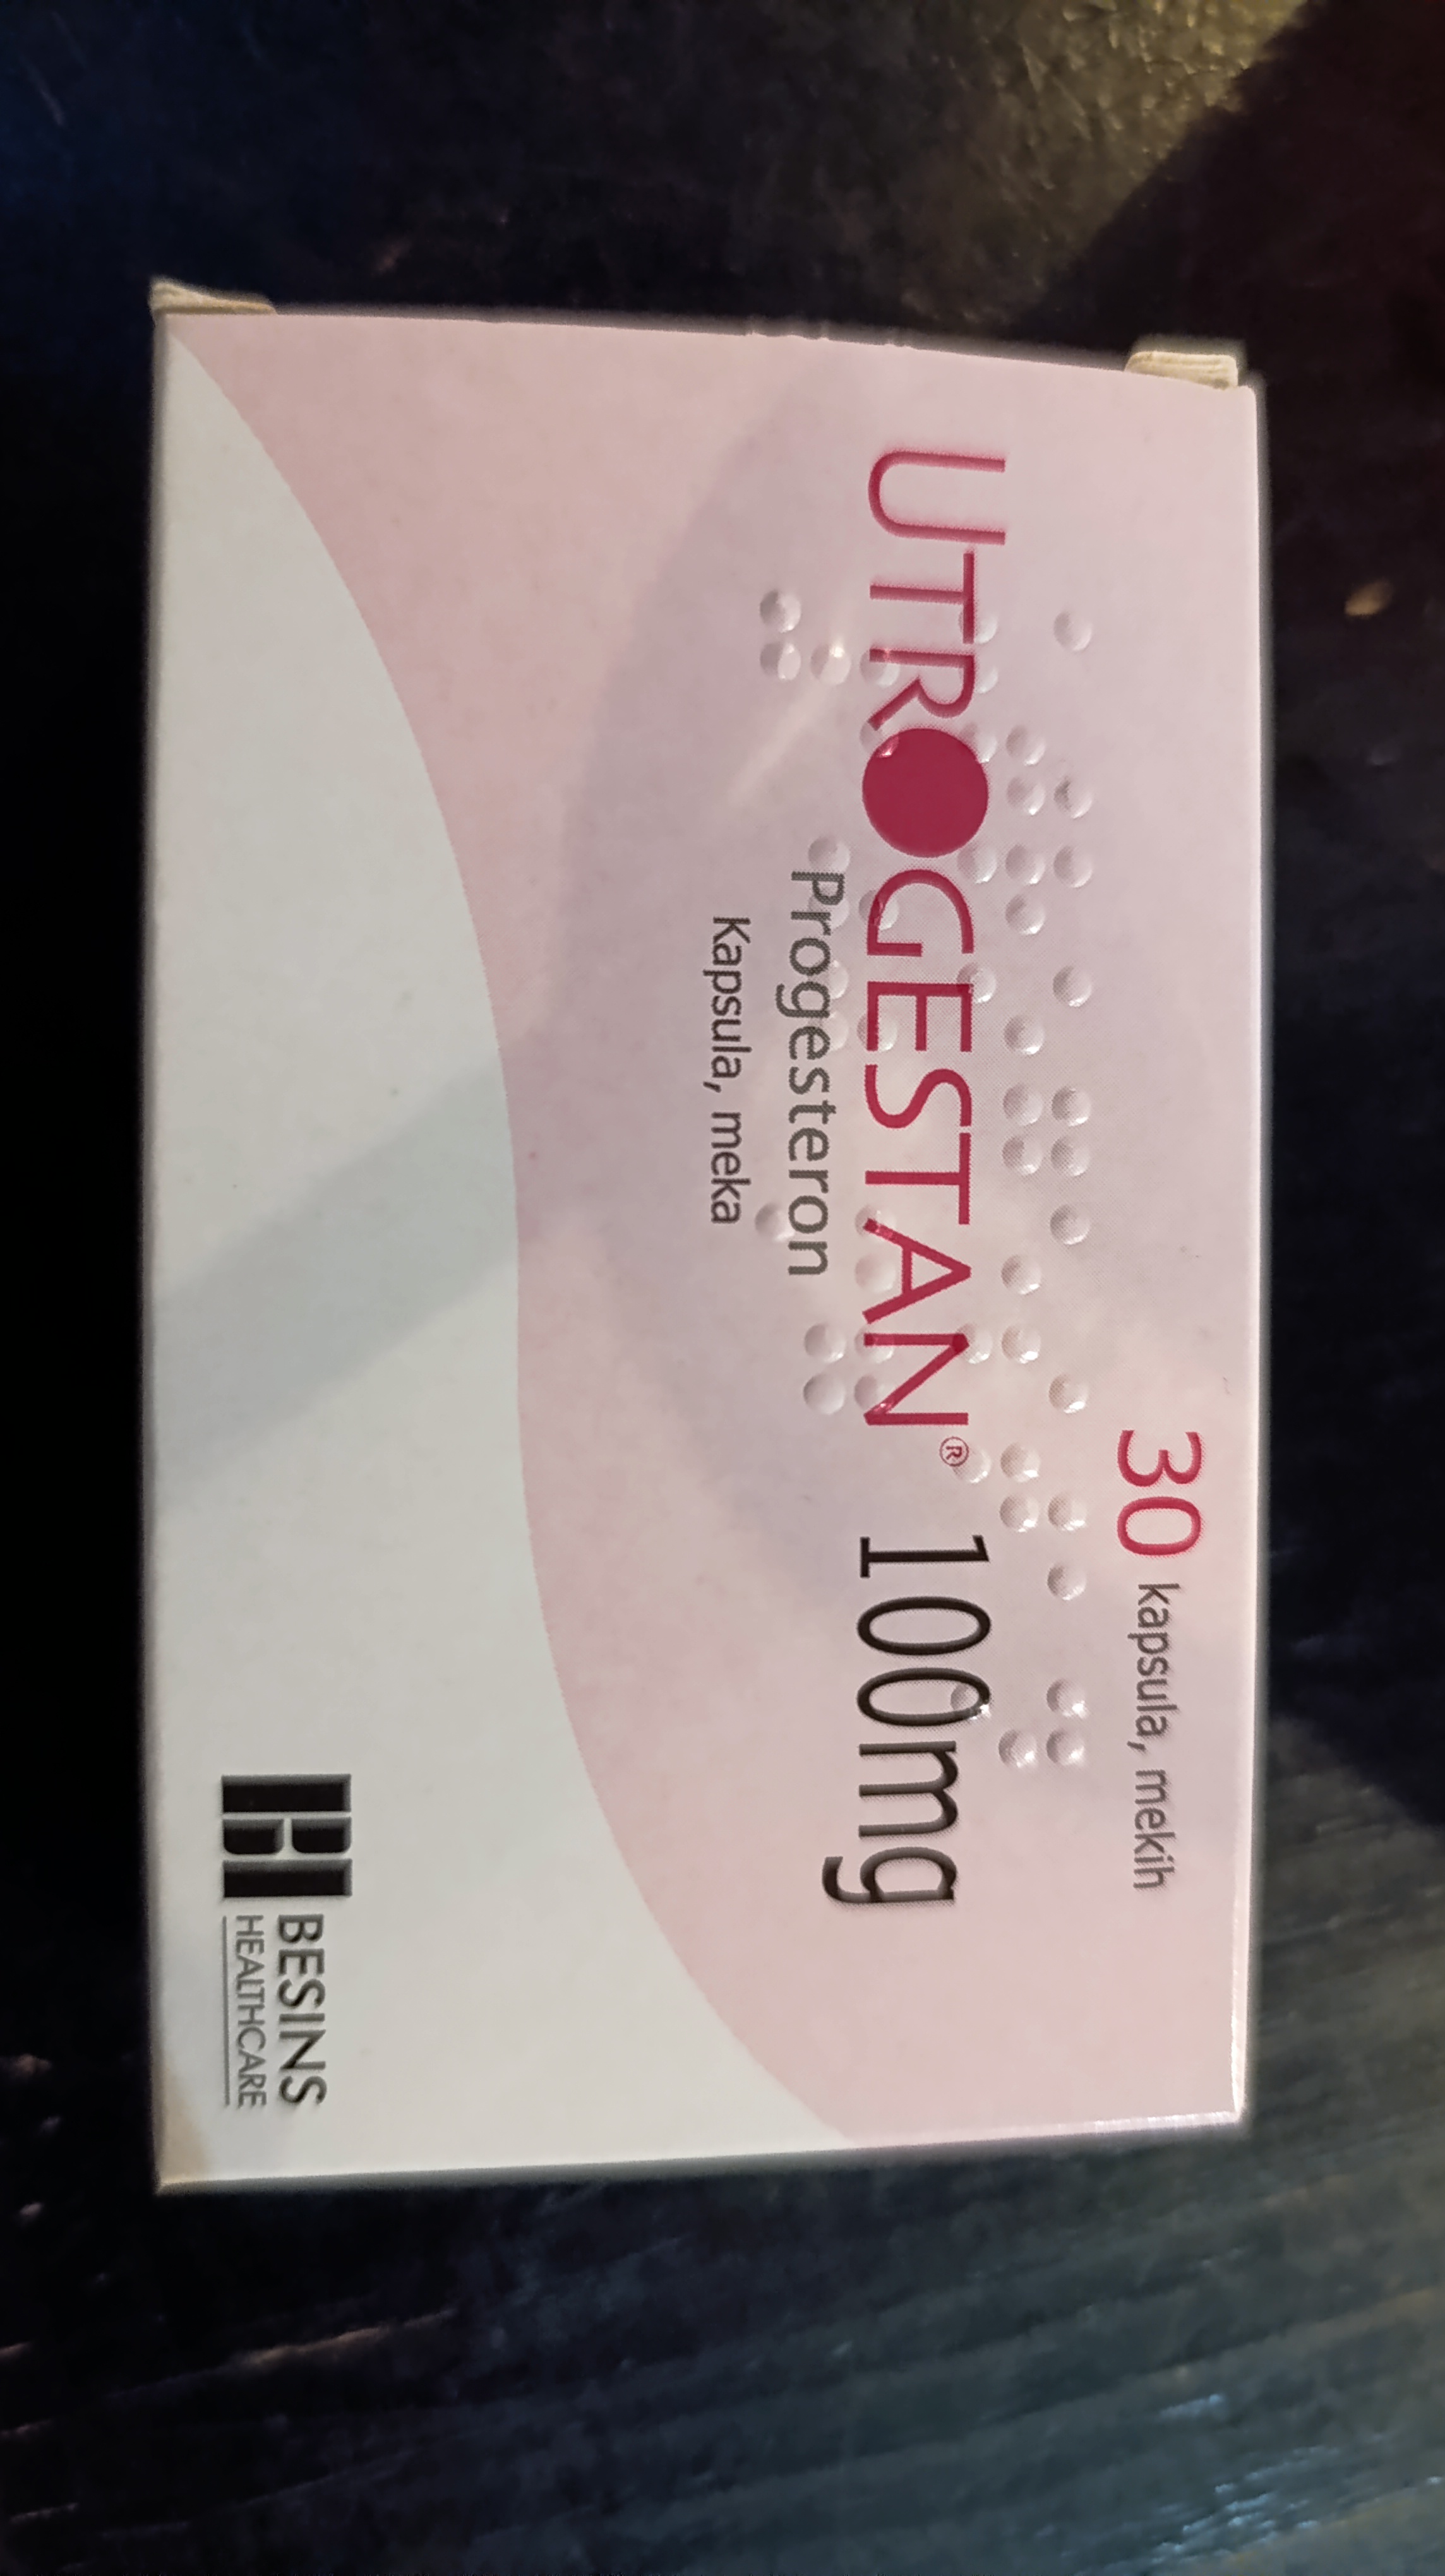 30 kapsula, mekih
UTROGESTAN® 100mg
Progesteron
Kapsula, meka
BESINS
HEALTHCARE